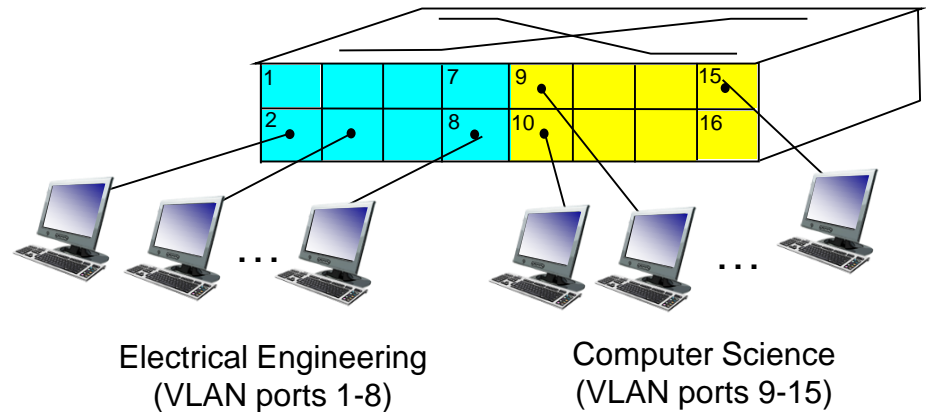 1 7 9 15
2 8 10 16
... ...
Electrical Engineering
(VLAN ports 1-8)
Computer Science
(VLAN ports 9-15)